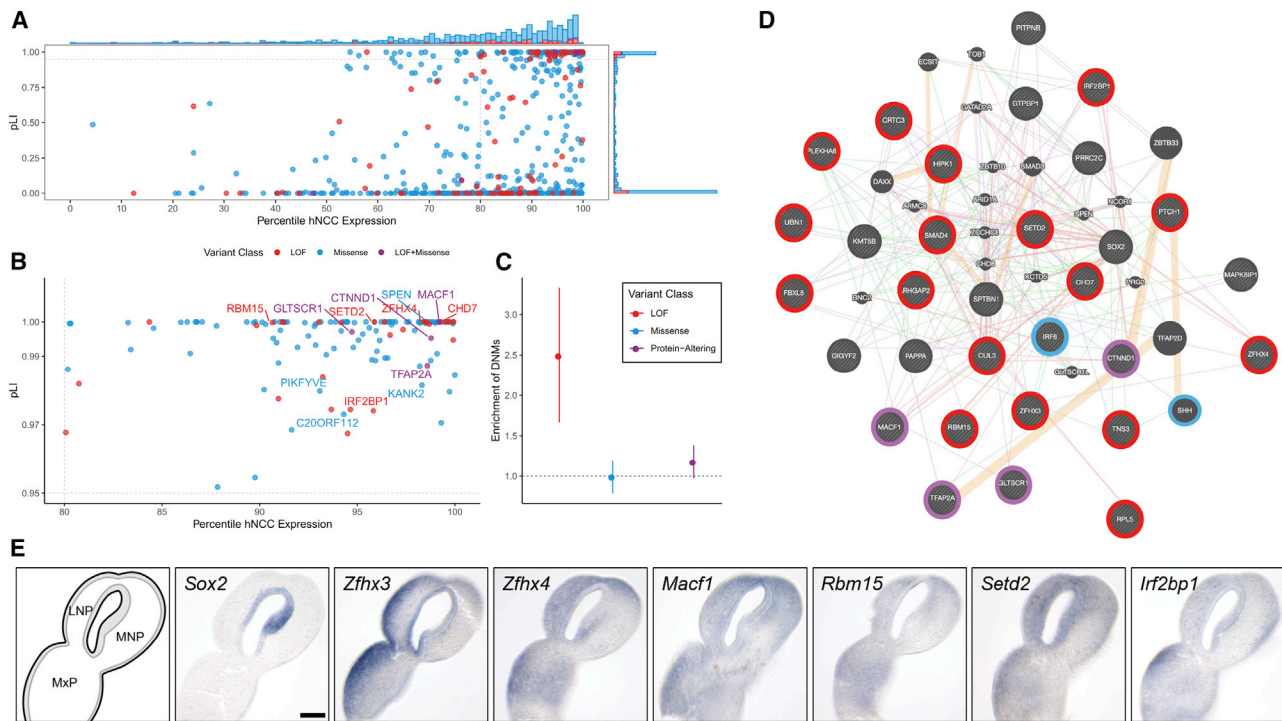 A
1.00
0.75
0.50
0.25
0.00
pLI
0 10 20 30 40 50 60 70 80 90 100
Percentile hNCC Expression
Variant Class LOF Missense LOF+Missense
B
CTNND1 SPEN MACF1
GLTSCR1 ZFHX4 CHD7
RBM15 SETD2
TFAP2A
PIKFYVE KANK2
IRF2BP1
C20ORF112
1.00
0.99
0.98
0.97
0.95
pLI
80 85 90 95 100
Percentile hNCC Expression
C
Variant Class
LOF
Missense
Protein-Altering
3.0
2.5
2.0
1.5
1.0
Enrichment of DNMs
D
PITPNB
TOB1
ECSIT
IRF2BP1
GATAD2A
GTPBP1
CRTC3
ZBTB33
PLEKHA6
HIPK1
PRRC2C
ZBTB10
SMAD3
DAXX
ARID1A
ARMC8
NCOR1
SPEN
PTCH1
UBN1
SMAD4
ZCCHC8
SETD2
KMT5B
SOX2
CHD8
KCTD5
MAPK8IP1
FBXL5
RHGAP2
CHD7
PRG2
BNC2
SPTBN1
IRF6
TFAP2D
GIGYF2
PAPPA
CUL3
CTNND1
ZFHX4
GLTSCR1L
MACF1
RBM15
ZFHX3
TNS3
SHH
TFAP2A
GLTSCR1
RPL5
E
LNP
MNP
MxP
Sox2
Zfhx3
Zfhx4
Macf1
Rbm15
Setd2
Irf2bp1